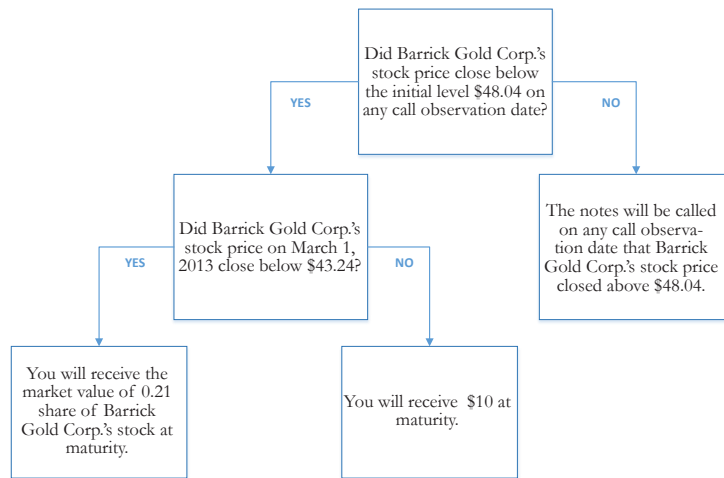 Did Barrick Gold Corp.'s
stock price close below
the initial level $48.04 on
any call observation date?
YES
NO
Did Barrick Gold Corp.'s
stock price on March 1,
2013 close below $43.24?
The notes will be called
on any call observa-
tion date that Barrick
Gold Corp.'s stock price
closed above $48.04.
YES
NO
You will receive the
market value of 0.21
share of Barrick
Gold Corp.'s stock at
maturity.
You will receive $10 at
maturity.